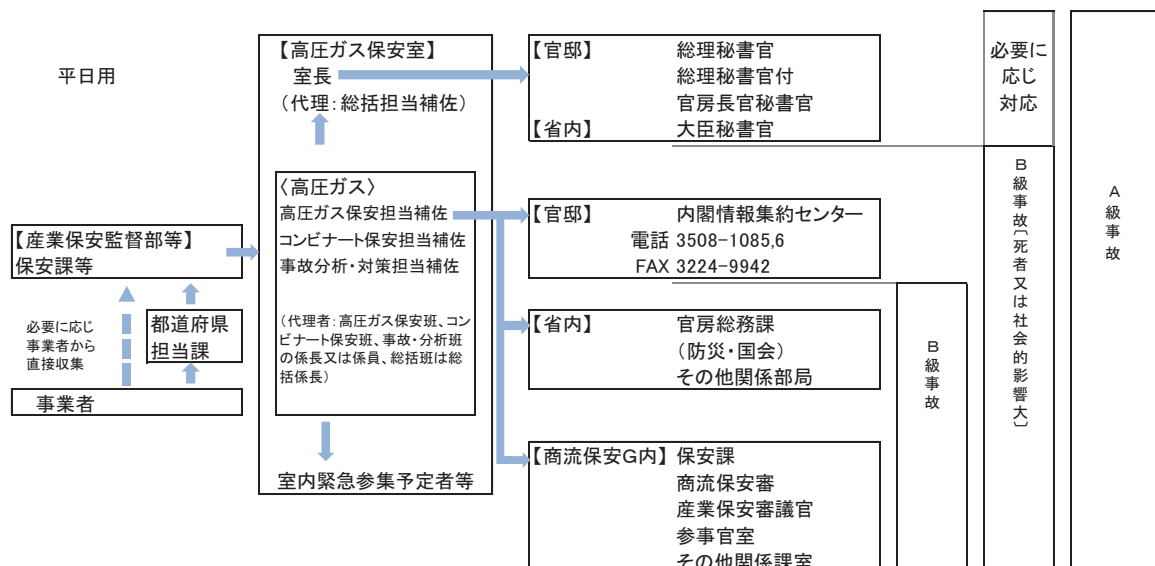 平日用
【産業保安監督部等】
保安課等
必要に応じ
事業者から
直接収集
都道府県
担当課
事業者
【高圧ガス保安室】
室長
（代理：総括担当補佐）
〈高圧ガス〉
高圧ガス保安担当補佐
コンビナート保安担当補佐
事故分析・対策担当補佐
（代理者：高圧ガス保安班、コン
ビナート保安班、事故・分析班
の係長又は係員、総括班は総
括係長）
室内緊急参集予定者等
【官邸】 総理秘書官
総理秘書官付
官房長官秘書官
【省内】 大臣秘書官
【官邸】 内閣情報集約センター
電話 3508-1085,6
FAX 3224-9942
【省内】 官房総務課
（防災・国会）
その他関係部局
【商流保安G内】 保安課
商流保安審
産業保安審議官
参事官室
その他関係課室
B級事故
必要に
応じ
対応
B級事故〔死者又は社会的影響大〕
A級事故